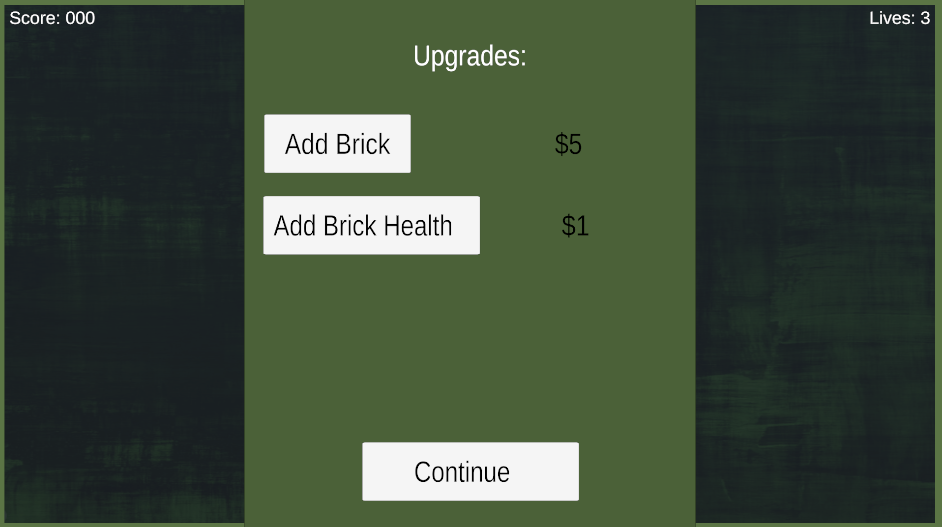 Score: 000
Lives: 3
Upgrades:
Add Brick $5
Add Brick Health $1
Continue